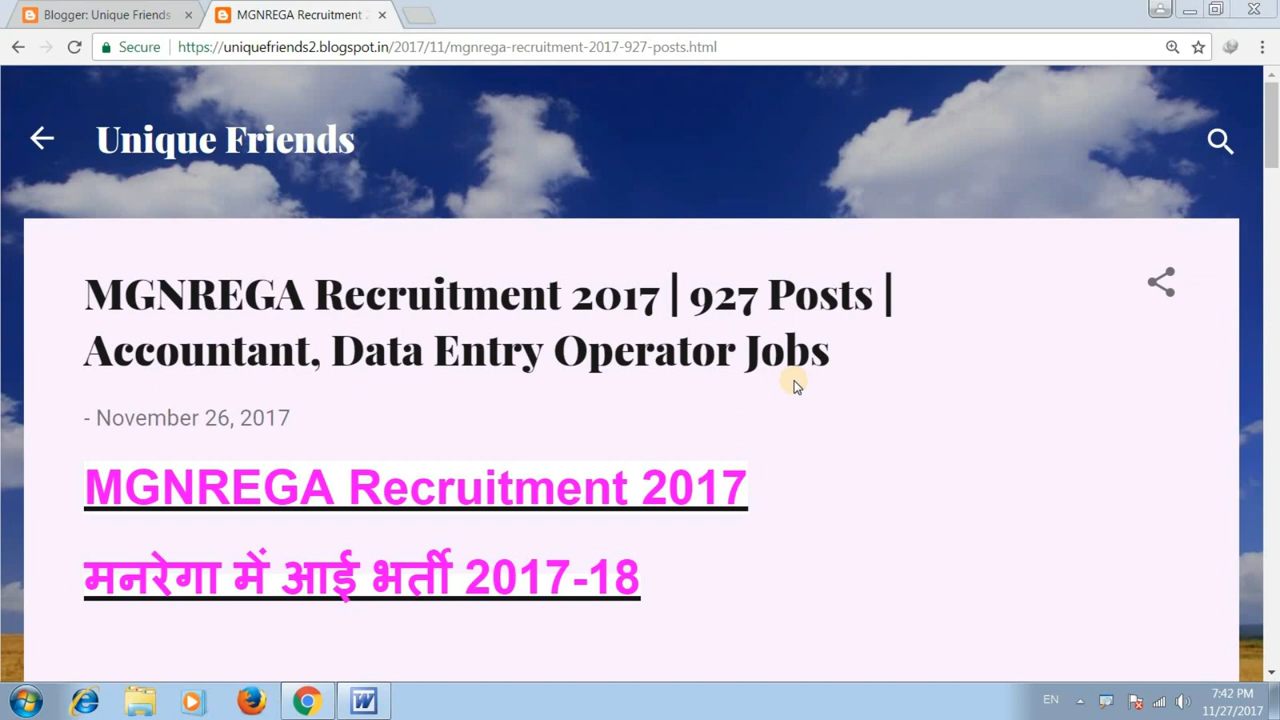 Blogger: Unique Friends
MGNREGA Recruitment 2
Secure
https://uniquefriends2.blogspot.in/2017/11/mgnrega-recruitment-2017-927-posts.html
Unique Friends
MGNREGA Recruitment 2017 | 927 Posts |
Accountant, Data Entry Operator Jobs
- November 26, 2017
MGNREGA Recruitment 2017
मनरेगा में आई भर्ती 2017-18
EN
7:42 PM
11/27/2017